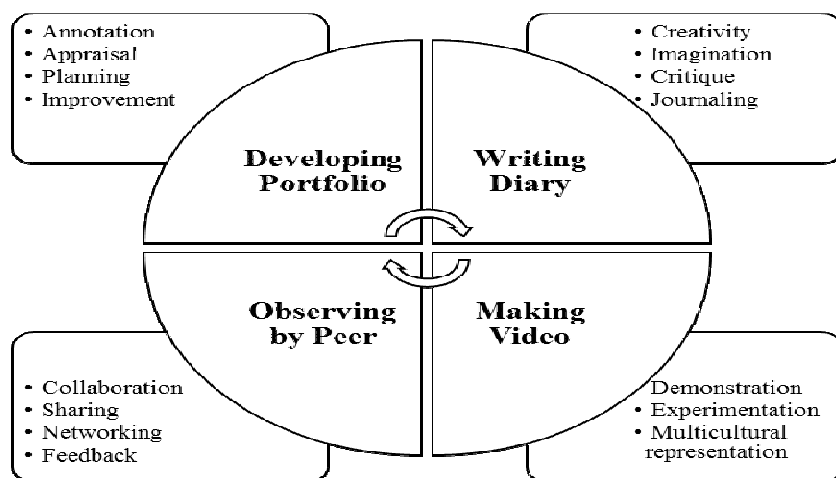 • Annotation
• Appraisal
• Planning
• Improvement
• Creativity
• Imagination
• Critique
• Journaling
Developing
Portfolio
Writing
Diary
Observing
by Peer
Making
Video
• Collaboration
• Sharing
• Networking
• Feedback
Demonstration
• Experimentation
• Multicultural
representation